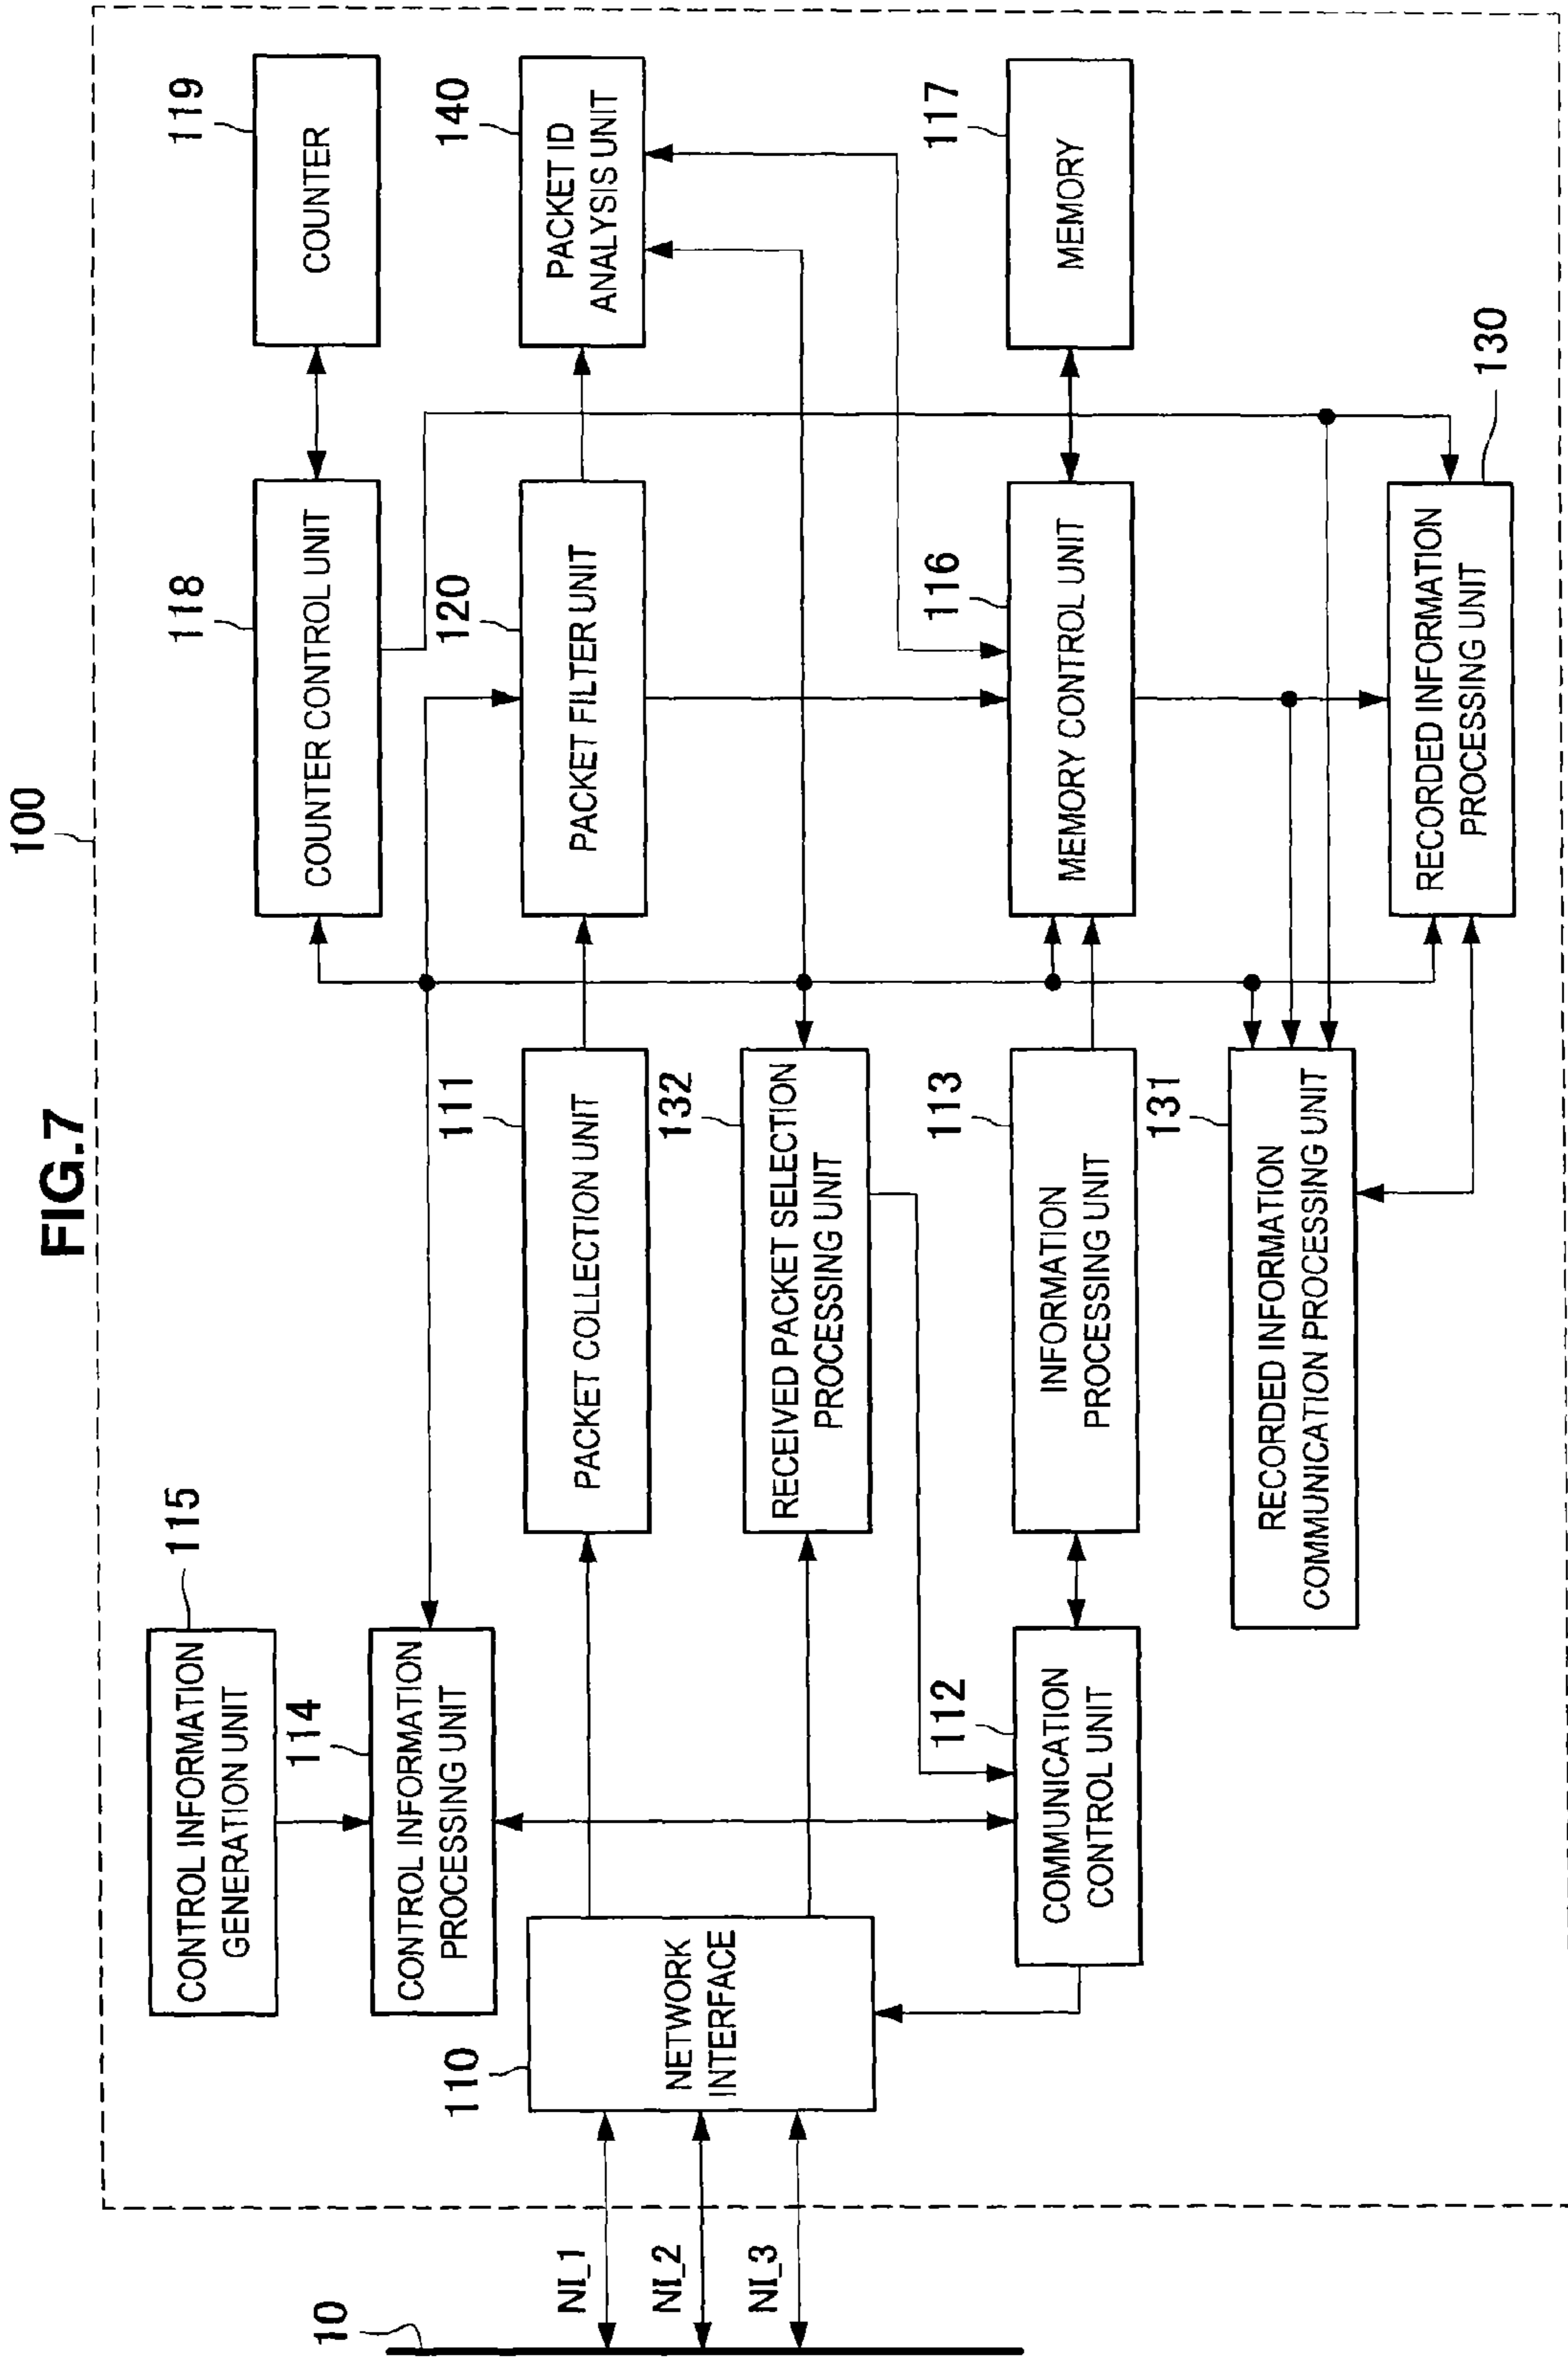 FIG.7
100
115
CONTROL INFORMATION
GENERATION UNIT
114
CONTROL INFORMATION
PROCESSING UNIT
118
COUNTER CONTROL UNIT
119
COUNTER
10
NI_1
NI_2
NI_3
110
NETWORK
INTERFACE
111
PACKET COLLECTION UNIT
120
PACKET FILTER UNIT
140
PACKET ID
ANALYSIS UNIT
132
RECEIVED PACKET SELECTION
PROCESSING UNIT
112
COMMUNICATION
CONTROL UNIT
113
INFORMATION
PROCESSING UNIT
116
MEMORY CONTROL UNIT
117
MEMORY
131
RECORDED INFORMATION
COMMUNICATION PROCESSING UNIT
130
RECORDED INFORMATION
PROCESSING UNIT